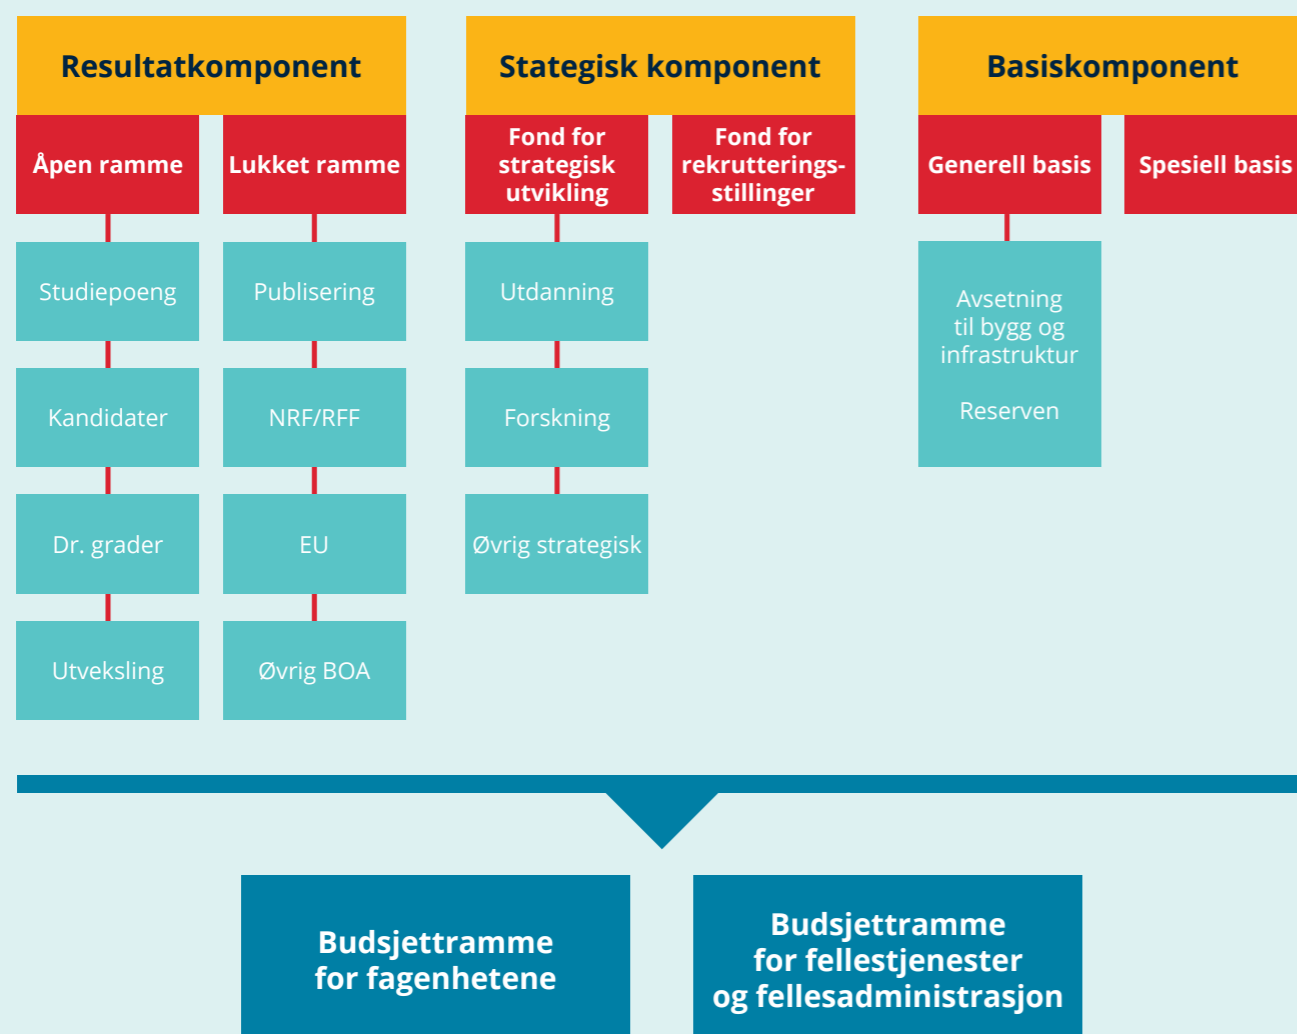 Resultatkomponent
Åpen ramme
Lukket ramme
Studiepoeng
Publisering
Kandidater
NRF/RFF
Dr. grader
EU
Utveksling
Øvrig BOA
Stategisk komponent
Fond for
strategisk
utvikling
Fond for
rekrutterings-
stillinger
Utdanning
Forskning
Øvrig strategisk
Basiskomponent
Generell basis
Spesiell basis
Avsetning
til bygg og
infrastruktur
Reserven
Budsjettramme
for fagenhetene
Budsjettramme
for fellestjenester
og fellesadministrasjon